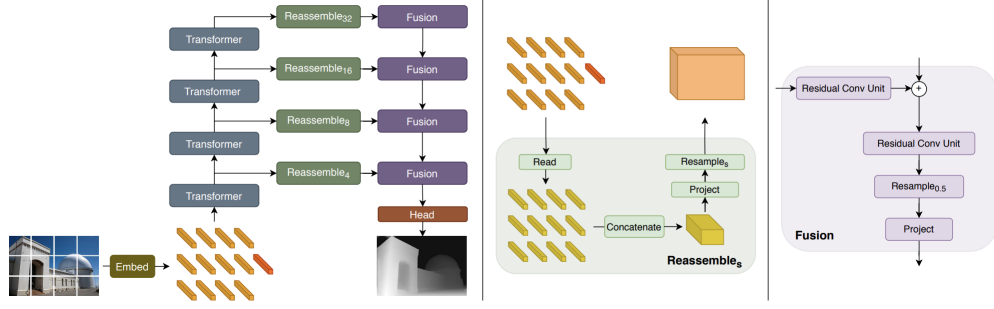 Reassemble₃₂
Fusion
Transformer
Reassemble₁₆
Fusion
Transformer
Reassemble₈
Fusion
Transformer
Reassemble₄
Fusion
Transformer
Head
Embed
Read
Resampleₛ
Project
Concatenate
Reassembleₛ
Residual Conv Unit
+
Residual Conv Unit
Resample₀.₅
Project
Fusion